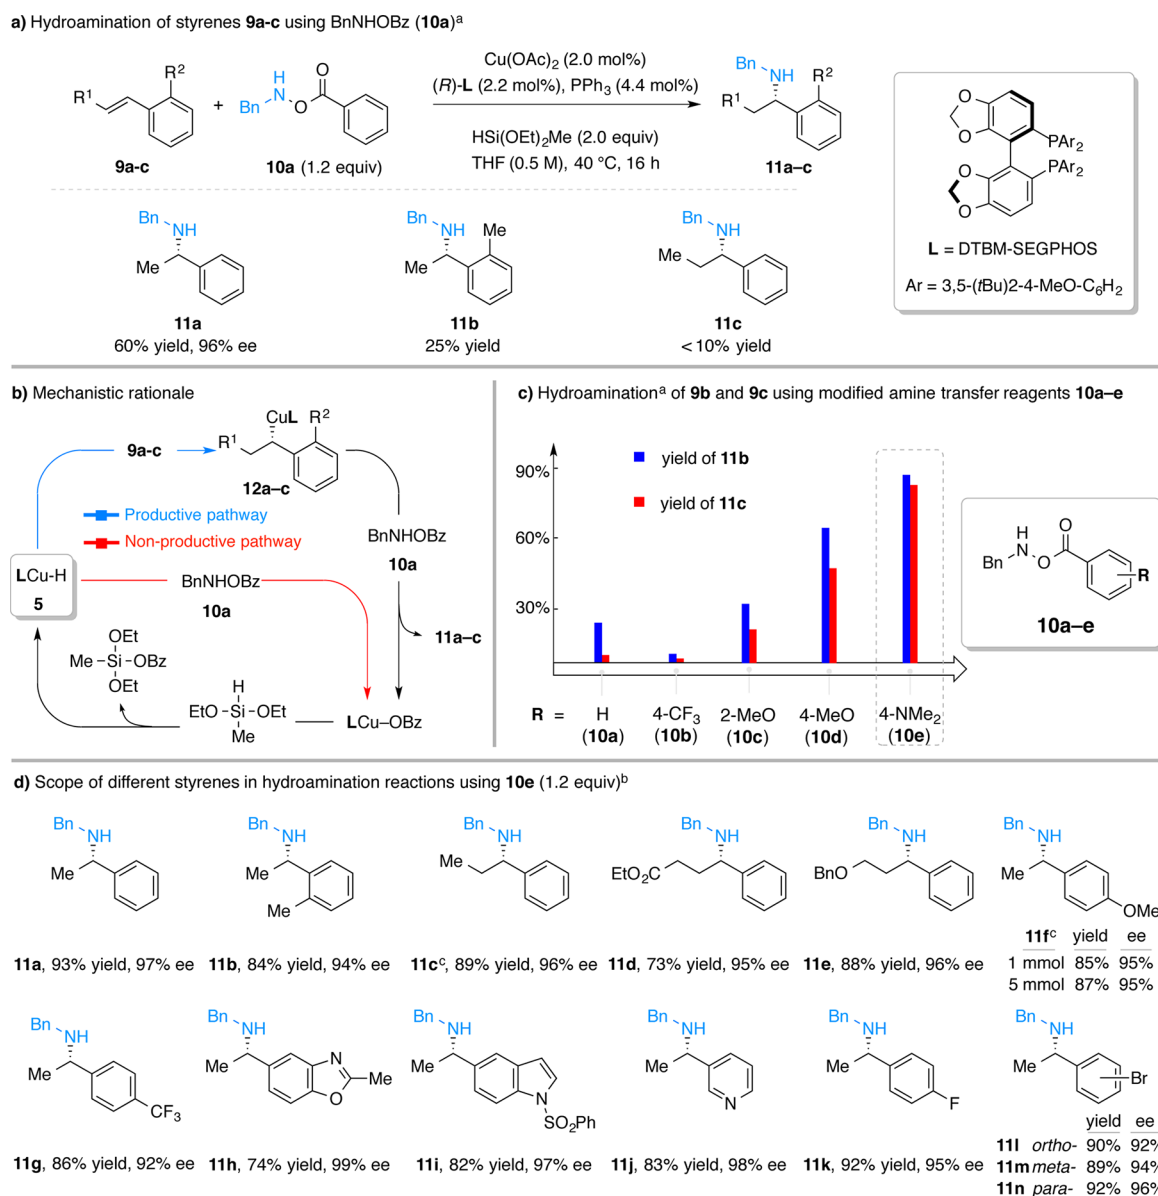 a) Hydroamination of styrenes 9a-c using BnNHOBz (10a)a
R1
R2
9a-c
+
Bn
H
N
O
O
10a (1.2 equiv)
Cu(OAc)2 (2.0 mol%)
(R)-L (2.2 mol%), PPh3 (4.4 mol%)
HSi(OEt)2Me (2.0 equiv)
THF (0.5 M), 40 °C, 16 h
Bn
NH
R2
R1
11a–c
O
O
PAr2
PAr2
O
O
L = DTBM-SEGPHOS
Ar = 3,5-(tBu)2-4-MeO-C6H2
Bn
NH
Me
11a
60% yield, 96% ee
Bn
NH
Me
Me
11b
25% yield
Bn
NH
Me
11c
< 10% yield
b) Mechanistic rationale
9a-c
CuL
R2
R1
12a–c
Productive pathway
Non-productive pathway
BnNHOBz
10a
LCu-H
5
BnNHOBz
10a
11a–c
OEt
Me Si OBz
OEt
H
EtO Si OEt
Me
LCu–OBz
c) Hydroaminationa of 9b and 9c using modified amine transfer reagents 10a–e
90%
60%
30%
yield of 11b
yield of 11c
R = H 4-CF3 2-MeO 4-MeO 4-NMe2
(10a) (10b) (10c) (10d) (10e)
H
Bn N O
O
R
10a–e
d) Scope of different styrenes in hydroamination reactions using 10e (1.2 equiv)b
Bn
NH
Me
11a, 93% yield, 97% ee
Bn
NH
Me
Me
11b, 84% yield, 94% ee
Bn
NH
Me
11cc, 89% yield, 96% ee
Bn
NH
EtO2C
11d, 73% yield, 95% ee
Bn
NH
BnO
11e, 88% yield, 96% ee
Bn
NH
Me
OMe
11fc yield ee
1 mmol 85% 95%
5 mmol 87% 95%
Bn
NH
Me
CF3
11g, 86% yield, 92% ee
Bn
NH
Me
N
O
Me
11h, 74% yield, 99% ee
Bn
NH
Me
N
SO2Ph
11i, 82% yield, 97% ee
Bn
NH
Me
N
11j, 83% yield, 98% ee
Bn
NH
Me
F
11k, 92% yield, 95% ee
Bn
NH
Me
Br
yield ee
11l ortho- 90% 92%
11m meta- 89% 94%
11n para- 92% 96%